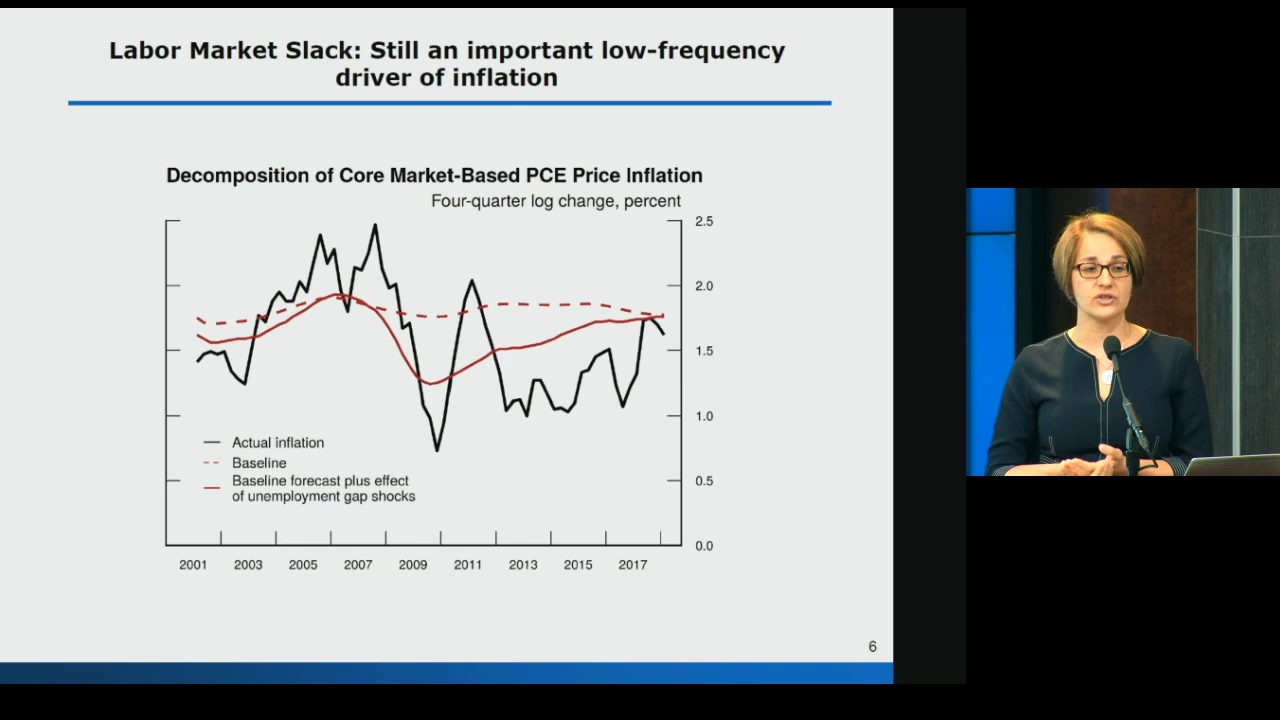 Labor Market Slack: Still an important low-frequency
driver of inflation
Decomposition of Core Market-Based PCE Price Inflation
Four-quarter log change, percent
2.5
2.0
1.5
1.0
0.5
0.0
Actual inflation
Baseline
Baseline forecast plus effect
of unemployment gap shocks
2001 2003 2005 2007 2009 2011 2013 2015 2017
6